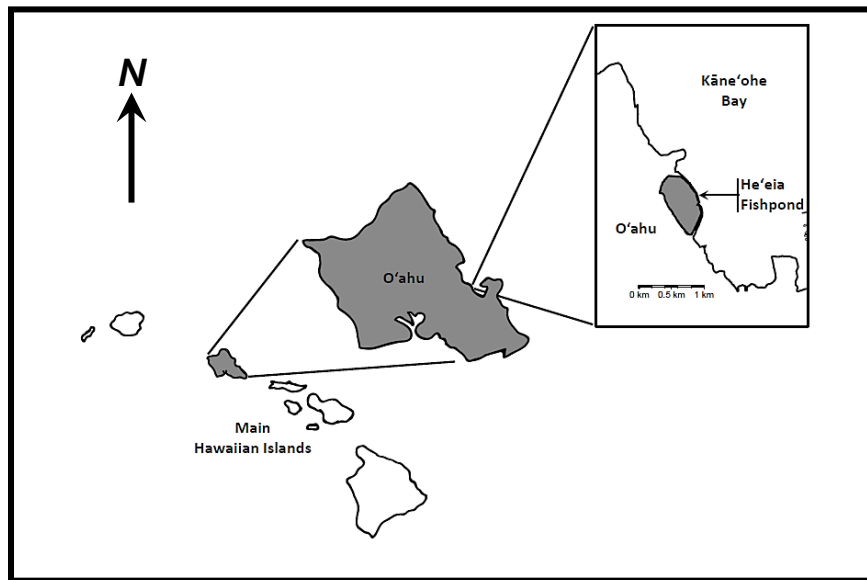 N
Kāneʻohe
Bay
Heʻeia
Fishpond
Oʻahu
0 km 0.5 km 1 km
Oʻahu
Main
Hawaiian Islands